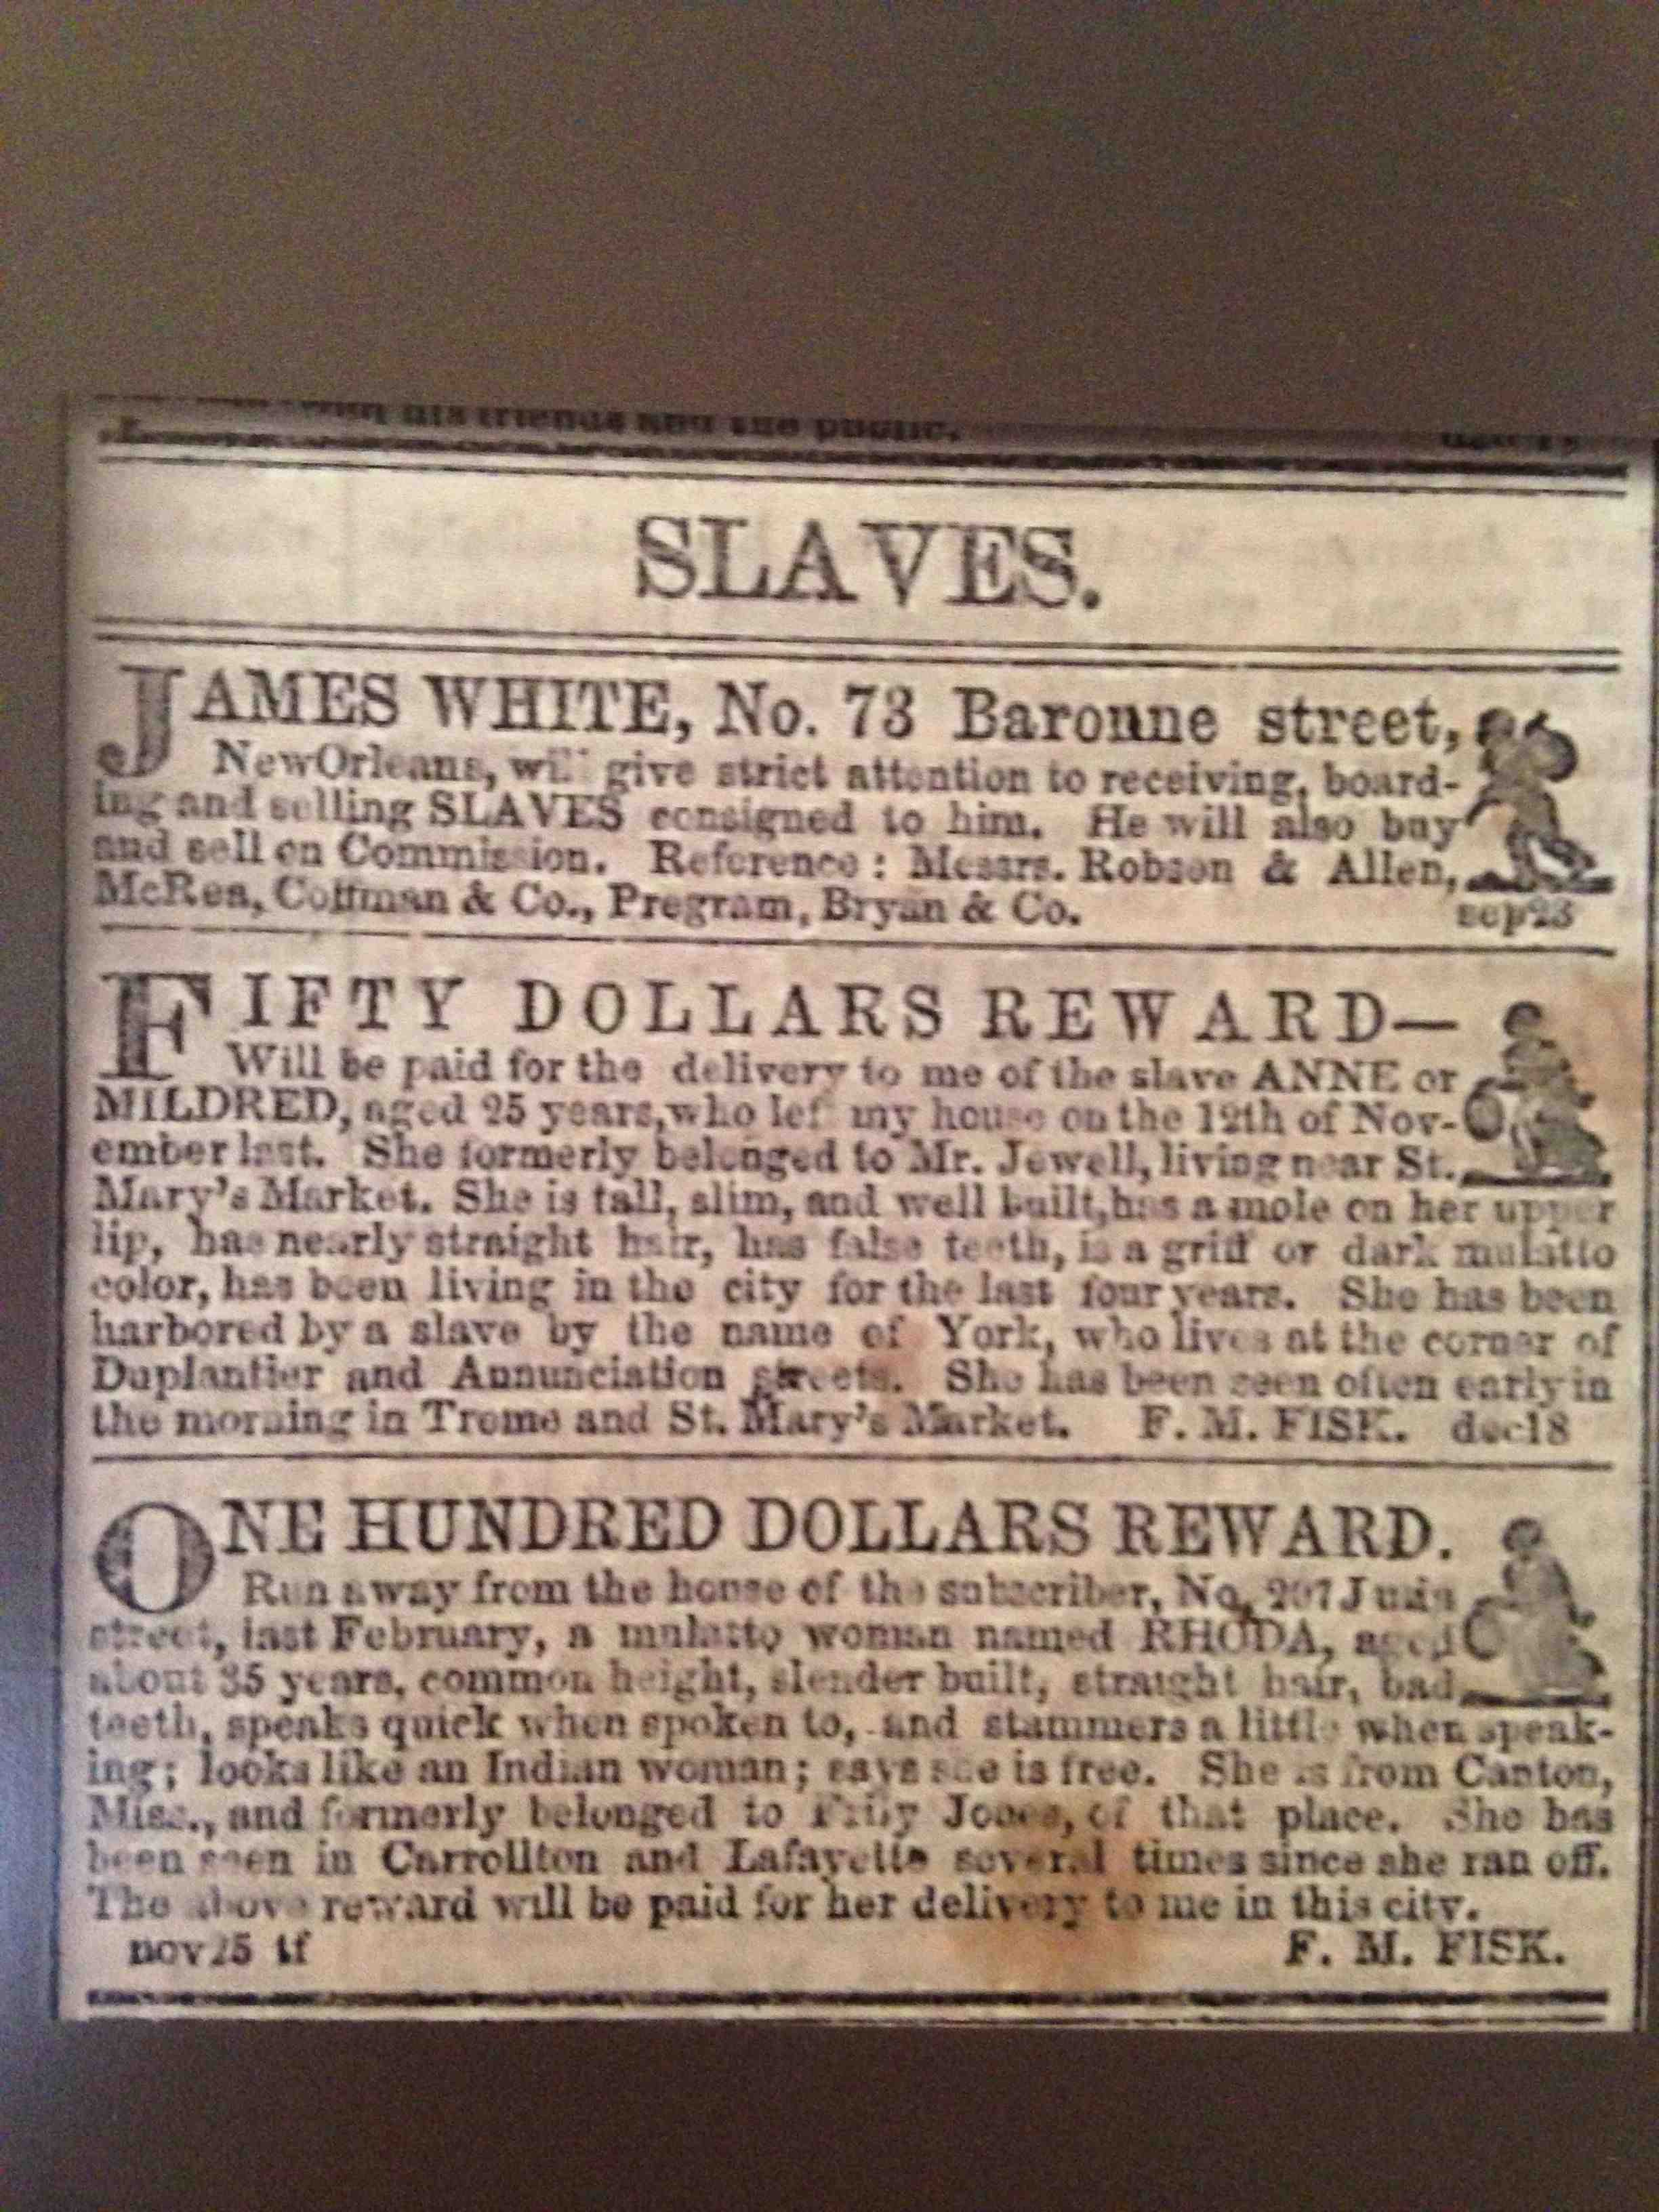 his friends and the public.
SLAVES.
JAMES WHITE, No. 73 Baronne street,
NewOrleans, will give strict attention to receiving, board-
ing and selling SLAVES consigned to him. He will also buy
and sell on Commission. Reference: Messrs. Robson & Allen,
McRea, Coffman & Co., Pregram, Bryan & Co. sep23
FIFTY DOLLARS REWARD—
Will be paid for the delivery to me of the slave ANNE or
MILDRED, aged 25 years, who left my house on the 12th of Nov-
ember last. She formerly belonged to Mr. Jewell, living near St.
Mary's Market. She is tall, slim, and well built, has a mole on her upper
lip, has nearly straight hair, has false teeth, is a griff or dark mulatto
color, has been living in the city for the last four years. She has been
harbored by a slave by the name of York, who lives at the corner of
Duplantier and Annunciation streets. She has been seen often early in
the morning in Treme and St. Mary's Market. F. M. FISK. dec18
ONE HUNDRED DOLLARS REWARD.
Run away from the house of the subscriber, No,
street, last February, a mulatto woman named RHODA, aged
about 35 years, common height, slender built, straight hair, bad
teeth, speaks quick when spoken to, and stammers a little when speak-
ing; looks like an Indian woman; says she is free. She is from Canton,
Miss., and formerly belonged to Jones, of that place. She has
been seen in Carrollton and Lafayette several times since she ran off.
The above reward will be paid for her delivery to me in this city.
nov25 tf F. M. FISK.